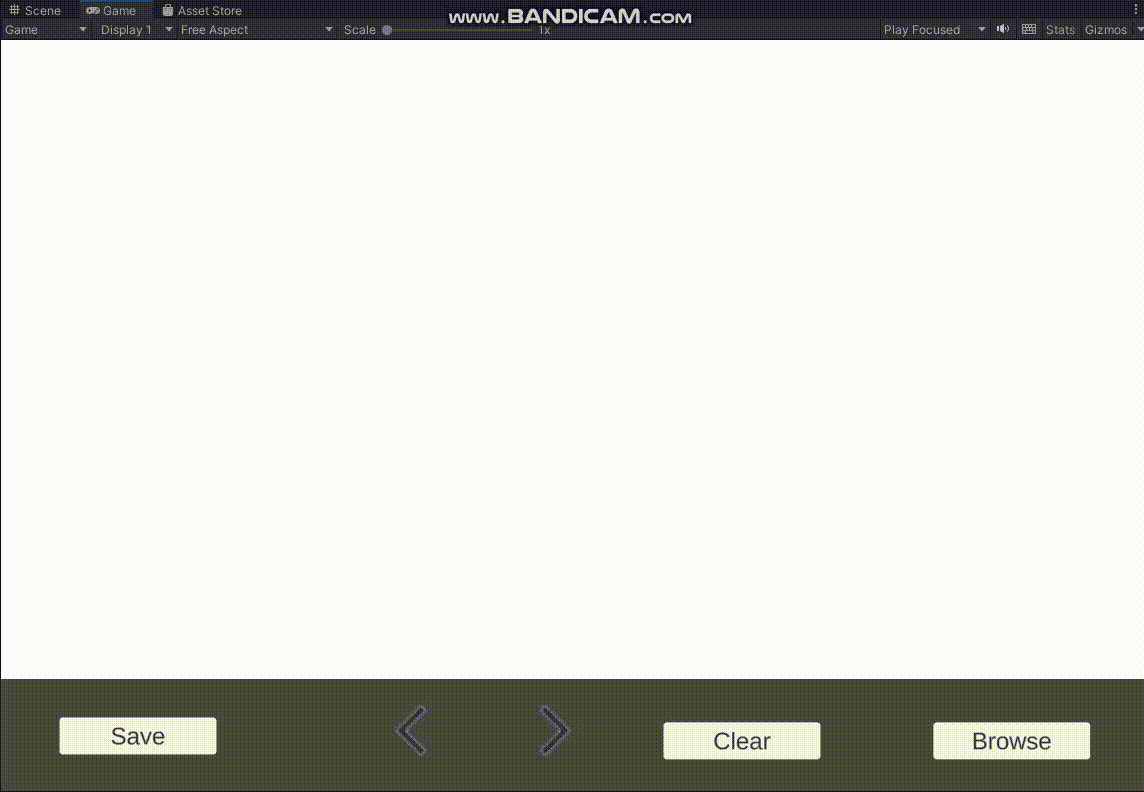 Scene Game Asset Store
www.BANDICAM.com
Game Display 1 Free Aspect Scale 1x Play Focused Stats Gizmos
Save Clear Browse